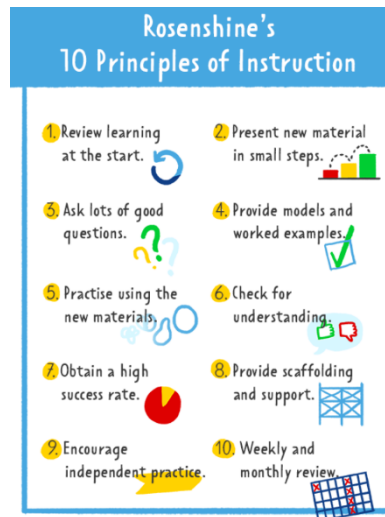 Rosenshine's
10 Principles of Instruction
1. Review learning
at the start.
2. Present new material
in small steps.
3. Ask lots of good
questions.
4. Provide models and
worked examples.
5. Practise using the
new materials.
6. Check for
understanding.
7. Obtain a high
success rate.
8. Provide scaffolding
and support.
9. Encourage
independent practice.
10. Weekly and
monthly review.